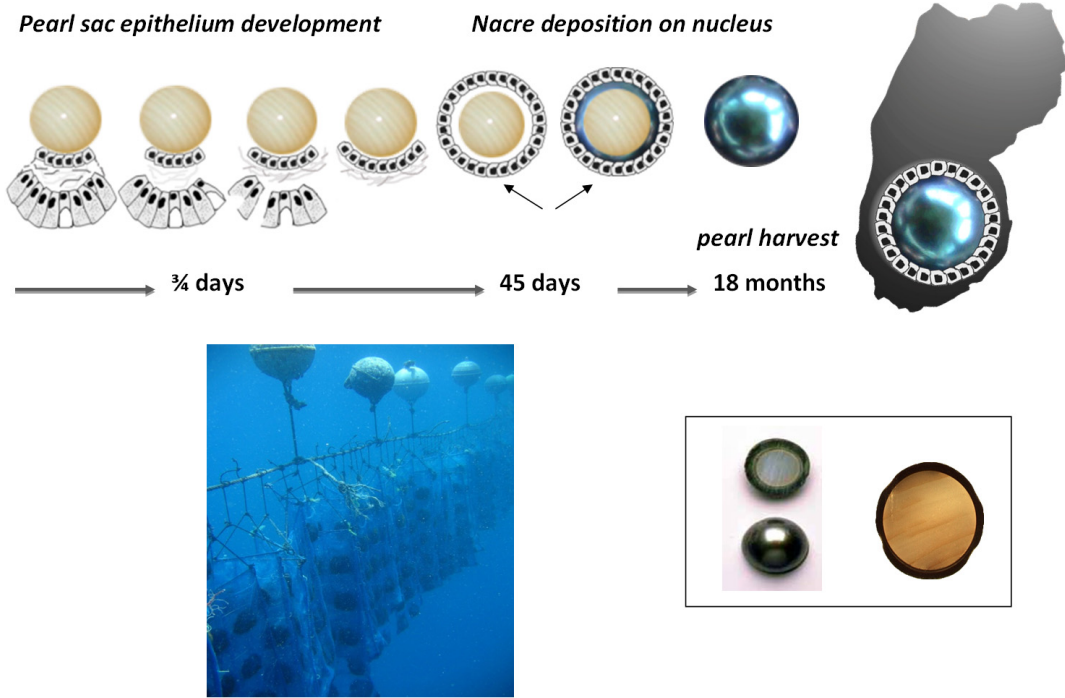 Pearl sac epithelium development
Nacre deposition on nucleus
pearl harvest
¾ days
45 days
18 months